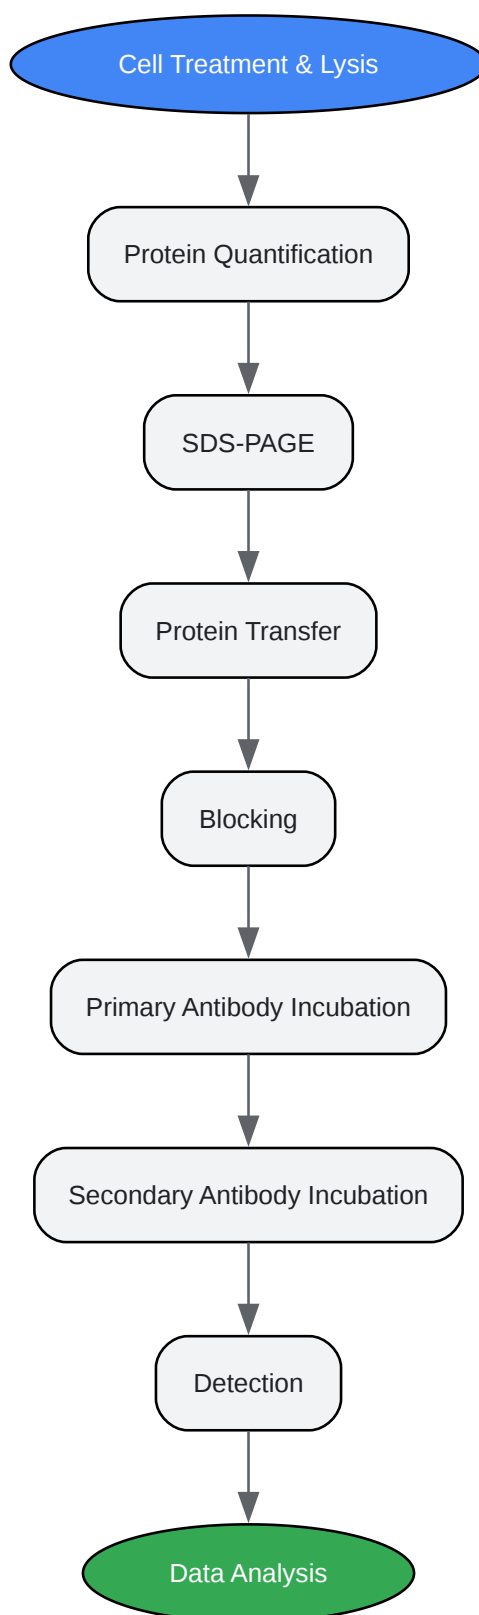 Cell Treatment & Lysis
Protein Quantification
SDS-PAGE
Protein Transfer
Blocking
Primary Antibody Incubation
Secondary Antibody Incubation
Detection
Data Analysis